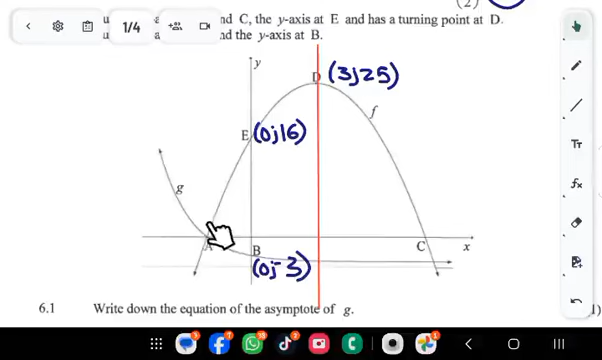 (2)
nd C, the y-axis at E and has a turning point at D.
1/4
nd the y-axis at B.
y
D (3;25)
f
E (0;16)
g
A
B
C
x
(0;-3)
6.1 Write down the equation of the asymptote of g.
1)
Tт
fx